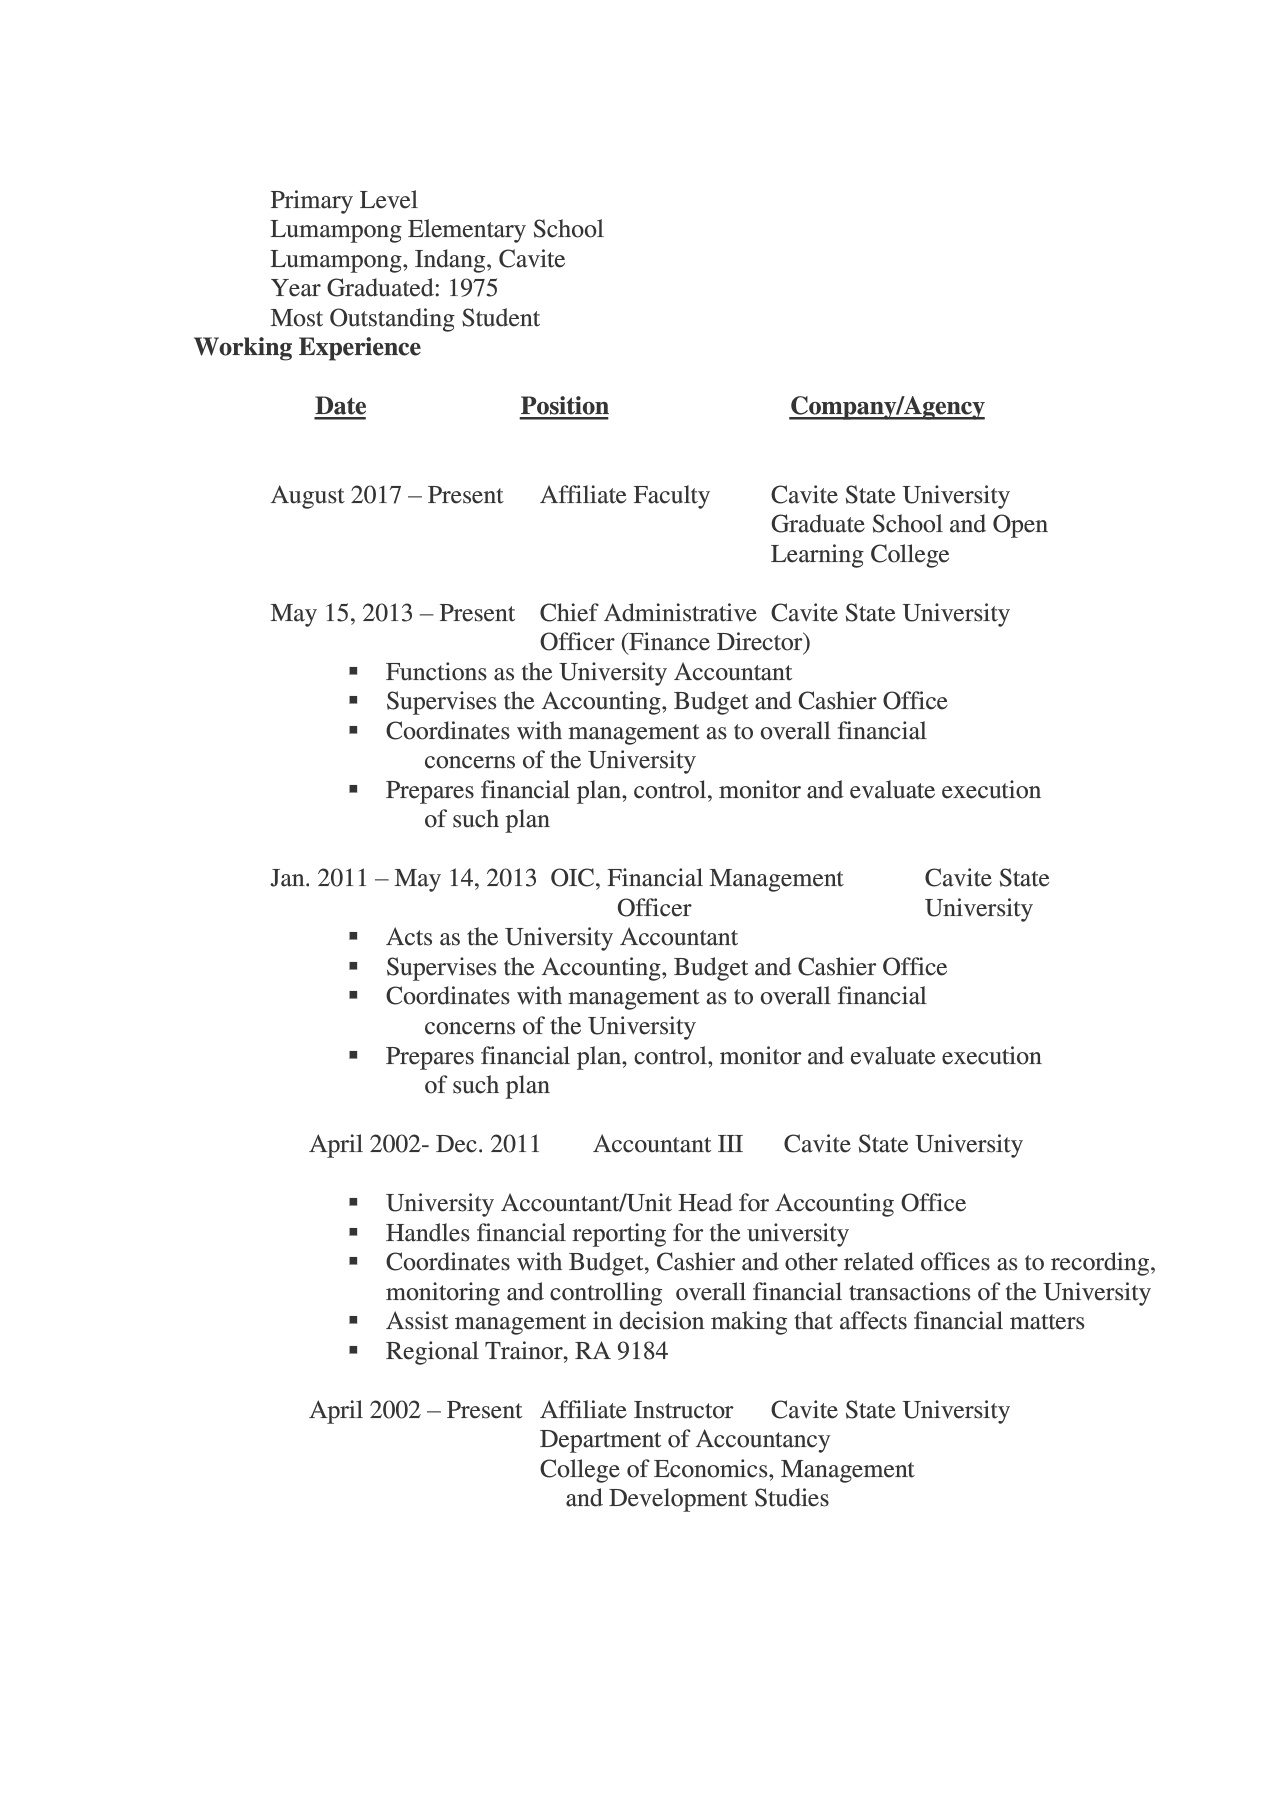 Primary Level
Lumampong Elementary School
Lumampong, Indang, Cavite
Year Graduated: 1975
Most Outstanding Student
Working Experience
Date Position Company/Agency
August 2017 – Present Affiliate Faculty Cavite State University
Graduate School and Open
Learning College
May 15, 2013 – Present Chief Administrative Cavite State University
Officer (Finance Director)
▪ Functions as the University Accountant
▪ Supervises the Accounting, Budget and Cashier Office
▪ Coordinates with management as to overall financial
concerns of the University
▪ Prepares financial plan, control, monitor and evaluate execution
of such plan
Jan. 2011 – May 14, 2013 OIC, Financial Management Cavite State
Officer University
▪ Acts as the University Accountant
▪ Supervises the Accounting, Budget and Cashier Office
▪ Coordinates with management as to overall financial
concerns of the University
▪ Prepares financial plan, control, monitor and evaluate execution
of such plan
April 2002- Dec. 2011 Accountant III Cavite State University
▪ University Accountant/Unit Head for Accounting Office
▪ Handles financial reporting for the university
▪ Coordinates with Budget, Cashier and other related offices as to recording,
monitoring and controlling overall financial transactions of the University
▪ Assist management in decision making that affects financial matters
▪ Regional Trainor, RA 9184
April 2002 – Present Affiliate Instructor Cavite State University
Department of Accountancy
College of Economics, Management
and Development Studies